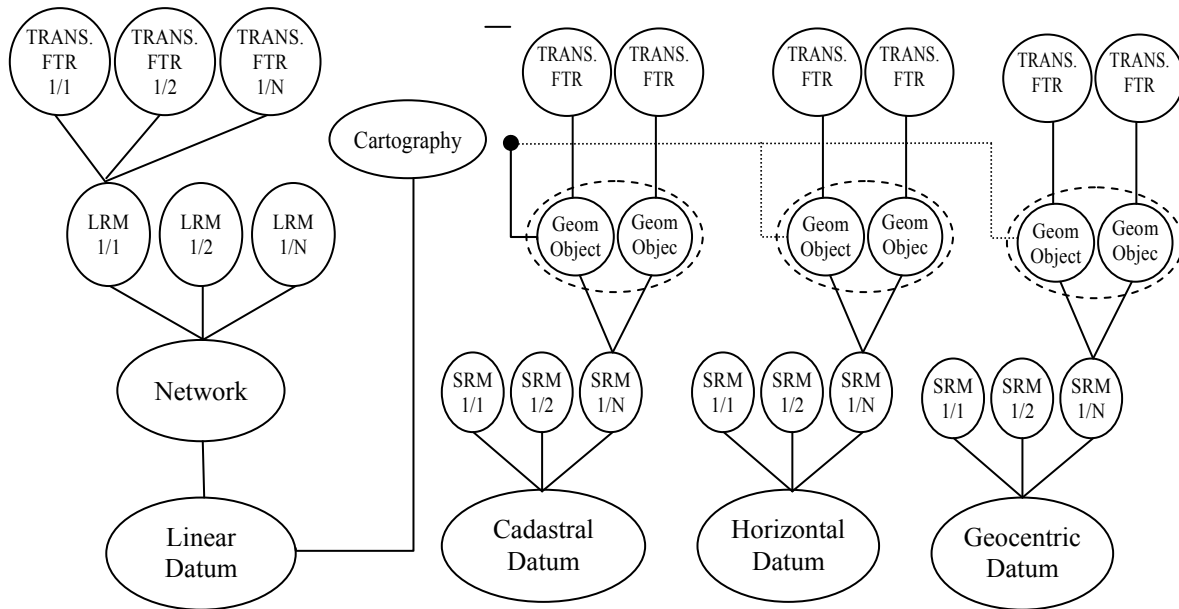 TRANS.
FTR
1/1
TRANS.
FTR
1/2
TRANS.
FTR
1/N
Cartography
LRM
1/1
LRM
1/2
LRM
1/N
Network
Linear
Datum
TRANS.
FTR
TRANS.
FTR
Geom
Object
Geom
Objec
SRM
1/1
SRM
1/2
SRM
1/N
Cadastral
Datum
TRANS.
FTR
TRANS.
FTR
Geom
Object
Geom
Objec
SRM
1/1
SRM
1/2
SRM
1/N
Horizontal
Datum
TRANS.
FTR
TRANS.
FTR
Geom
Object
Geom
Objec
SRM
1/1
SRM
1/2
SRM
1/N
Geocentric
Datum